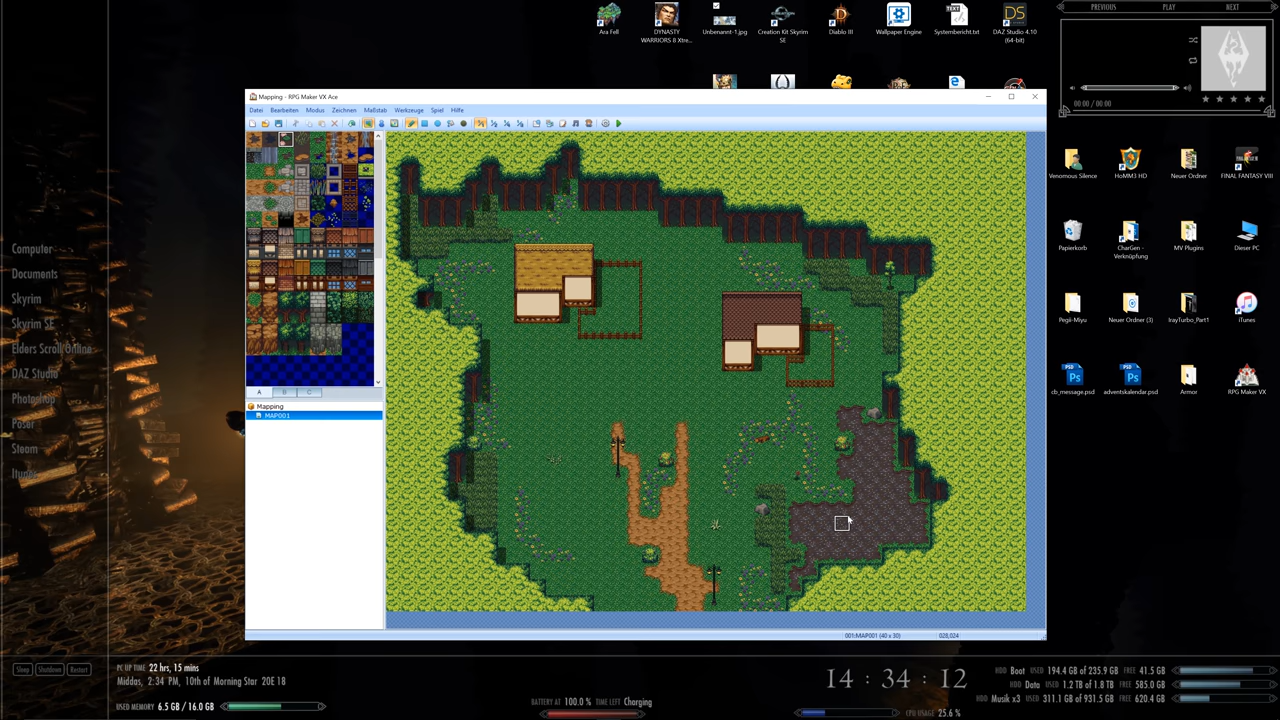 PREVIOUS PLAY NEXT
00:00 / 00:00
Ara Fell
DYNASTY WARRIORS 8 Xtre...
Unbenannt-1.jpg
Creation Kit Skyrim SE
Diablo III
Wallpaper Engine
Systembericht.txt
DAZ Studio 4.10 (64-bit)
Mapping - RPG Maker VX Ace
Datei Bearbeiten Modus Zeichnen Maßstab Werkzeuge Spiel Hilfe
A B C
Mapping
MAP001
001:MAP001 (40 x 30) 028,024
Computer
Documents
Skyrim
Skyrim SE
Elders Scroll Online
DAZ Studio
Photoshop
Poser
Steam
Venomous Silence
HoMM3 HD
Neuer Ordner
FINAL FANTASY VIII
Papierkorb
CharGen - Verknüpfung
MV Plugins
Dieser PC
Pegii-Miyu
Neuer Ordner (3)
IrayTurbo_Part1
iTunes
cb_message.psd
adventskalender.psd
Armor
RPG Maker VX
Sleep Shutdown Restart
PC UP TIME 22 hrs, 15 mins
Middas, 2:34 PM, 10th of Morning Star 20E 18
USED MEMORY 6.5 GB / 16.0 GB
BATTERY AT 100.0 % TIME LEFT Charging
14 : 34 : 12
CPU USAGE 25.6 %
HDD Boot USED 194.4 GB of 235.9 GB FREE 41.5 GB
HDD Data USED 1.2 TB of 1.8 TB FREE 585.0 GB
HDD Musik x3 USED 311.1 GB of 931.5 GB FREE 620.4 GB